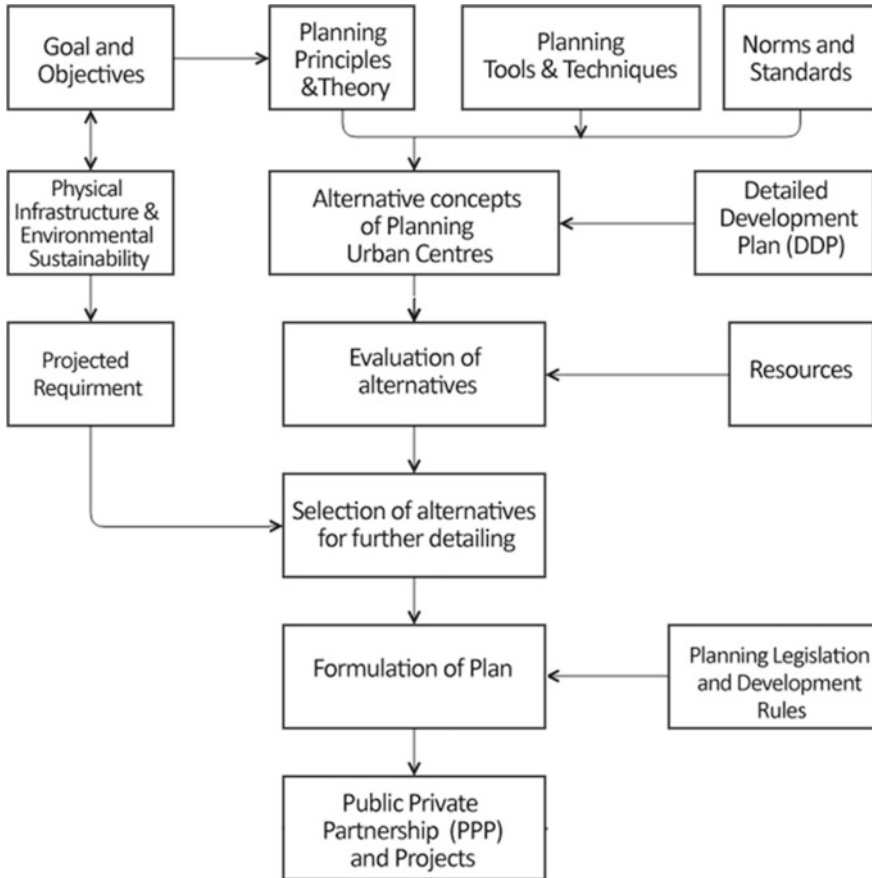 Goal and
Objectives
Planning
Principles
&Theory
Planning
Tools & Techniques
Norms and
Standards
Physical
Infrastructure &
Environmental
Sustainability
Alternative concepts
of Planning
Urban Centres
Detailed
Development
Plan (DDP)
Projected
Requirment
Evaluation of
alternatives
Resources
Selection of alternatives
for further detailing
Formulation of Plan
Planning Legislation
and Development
Rules
Public Private
Partnership (PPP)
and Projects